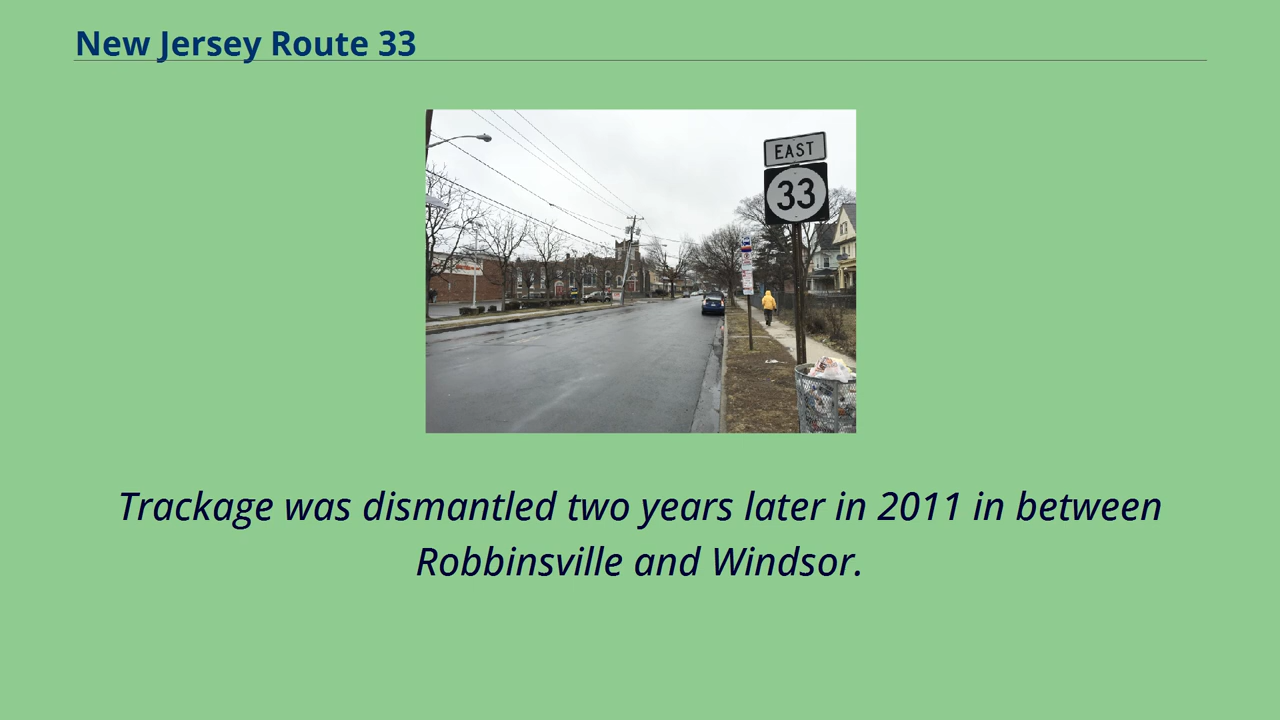 New Jersey Route 33
EAST
33
Trackage was dismantled two years later in 2011 in between
Robbinsville and Windsor.